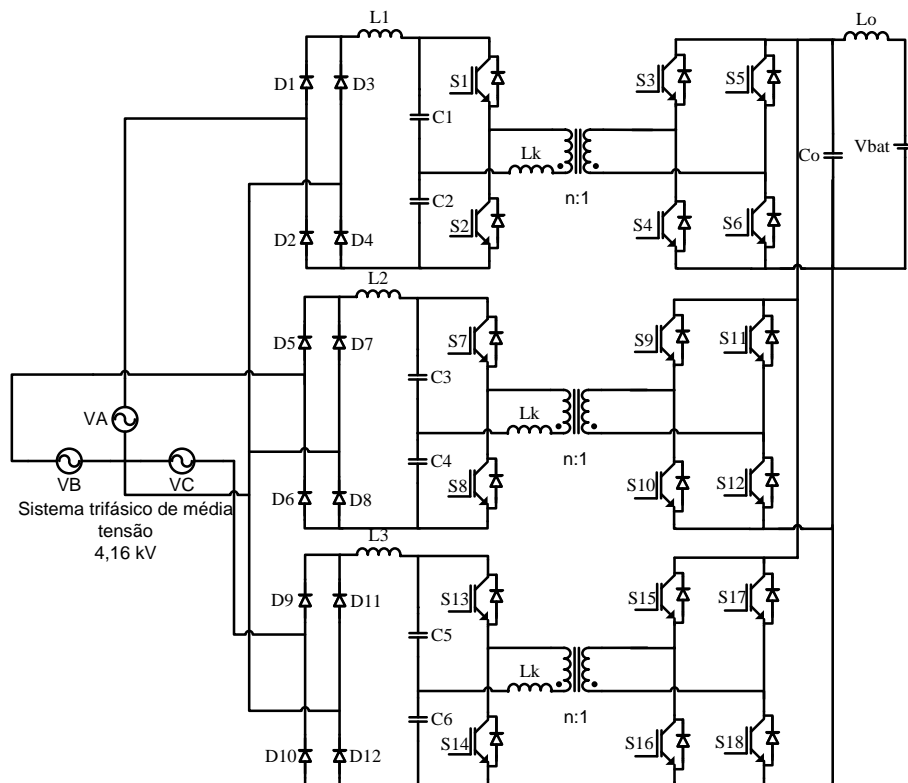 L1
Lo
D1
D3
S1
S3
S5
C1
Lk
Co
Vbat
C2
n:1
D2
D4
S2
S4
S6
L2
D5
D7
S7
S9
S11
C3
Lk
VA
C4
n:1
VB
VC
D6
D8
S8
S10
S12
Sistema trifásico de média
tensão
4,16 kV
L3
D9
D11
S13
S15
S17
C5
Lk
C6
n:1
D10
D12
S14
S16
S18